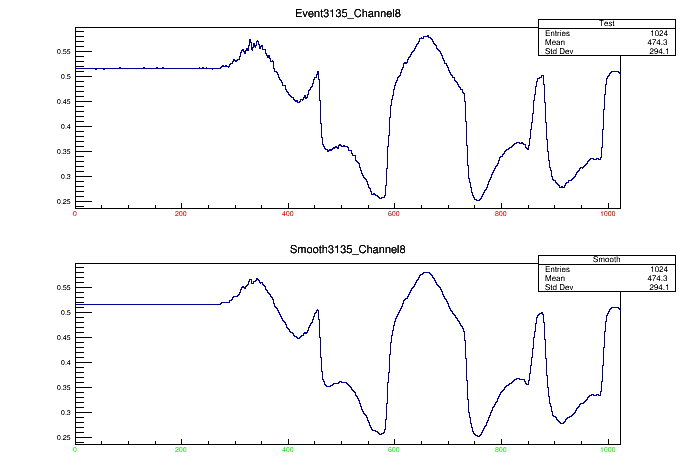 Event3135_Channel8
Test
Entries 1024
Mean 474.3
Std Dev 294.1
0.55
0.5
0.45
0.4
0.35
0.3
0.25
0 200 400 600 800 1000
Smooth3135_Channel8
Smooth
Entries 1024
Mean 474.3
Std Dev 294.1
0.55
0.5
0.45
0.4
0.35
0.3
0.25
0 200 400 600 800 1000